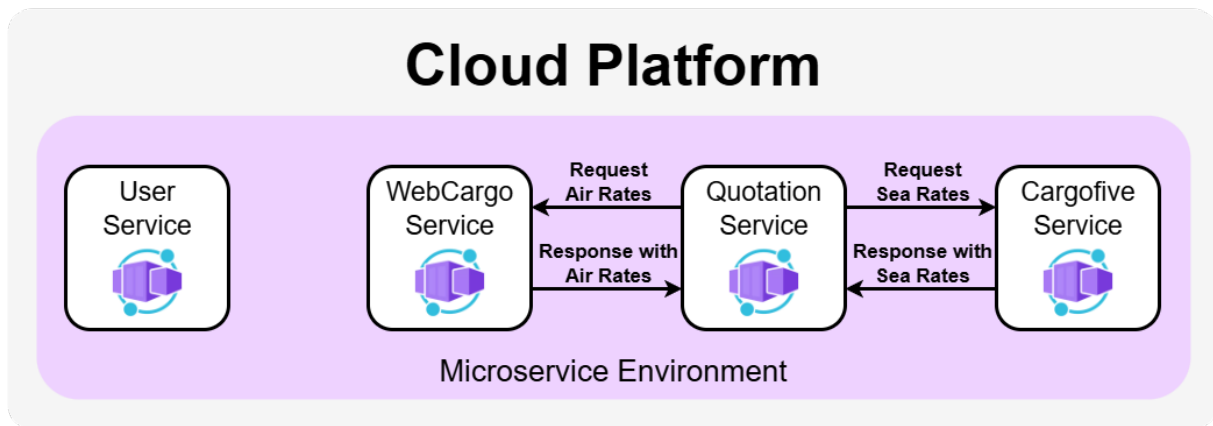 Cloud Platform
User
Service
WebCargo
Service
Request
Air Rates
Response with
Air Rates
Quotation
Service
Request
Sea Rates
Response with
Sea Rates
Cargofive
Service
Microservice Environment